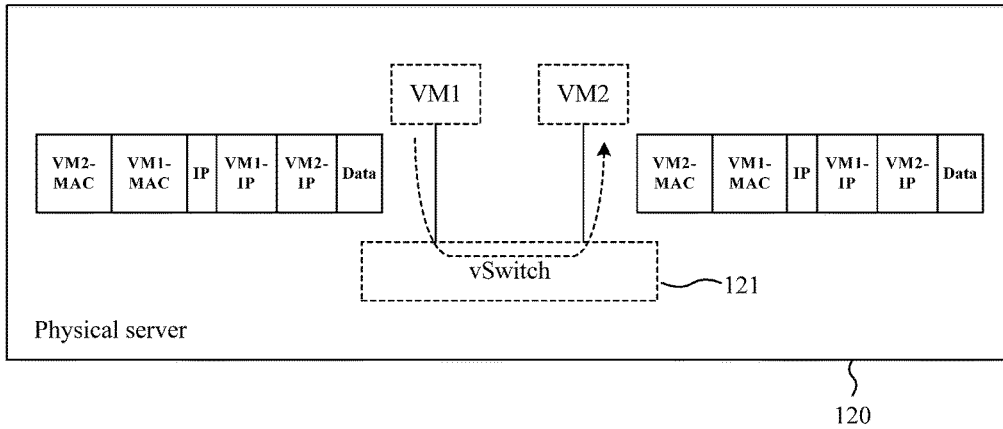 VM1
VM2
VM2-
MAC
VM1-
MAC
IP
VM1-
IP
VM2-
IP
Data
VM2-
MAC
VM1-
MAC
IP
VM1-
IP
VM2-
IP
Data
vSwitch
121
Physical server
120